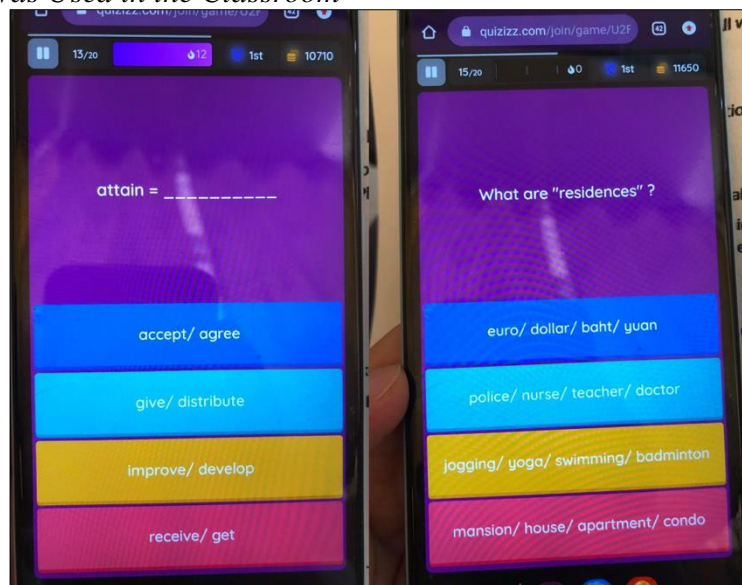 Was Used in the Classroom
quizizz.com/join/game/U2F
42
13/20
12
1st
10710
attain = __________
accept/ agree
give/ distribute
improve/ develop
receive/ get
quizizz.com/join/game/U2F
42
15/20
0
1st
11650
What are "residences" ?
euro/ dollar/ baht/ yuan
police/ nurse/ teacher/ doctor
jogging/ yoga/ swimming/ badminton
mansion/ house/ apartment/ condo